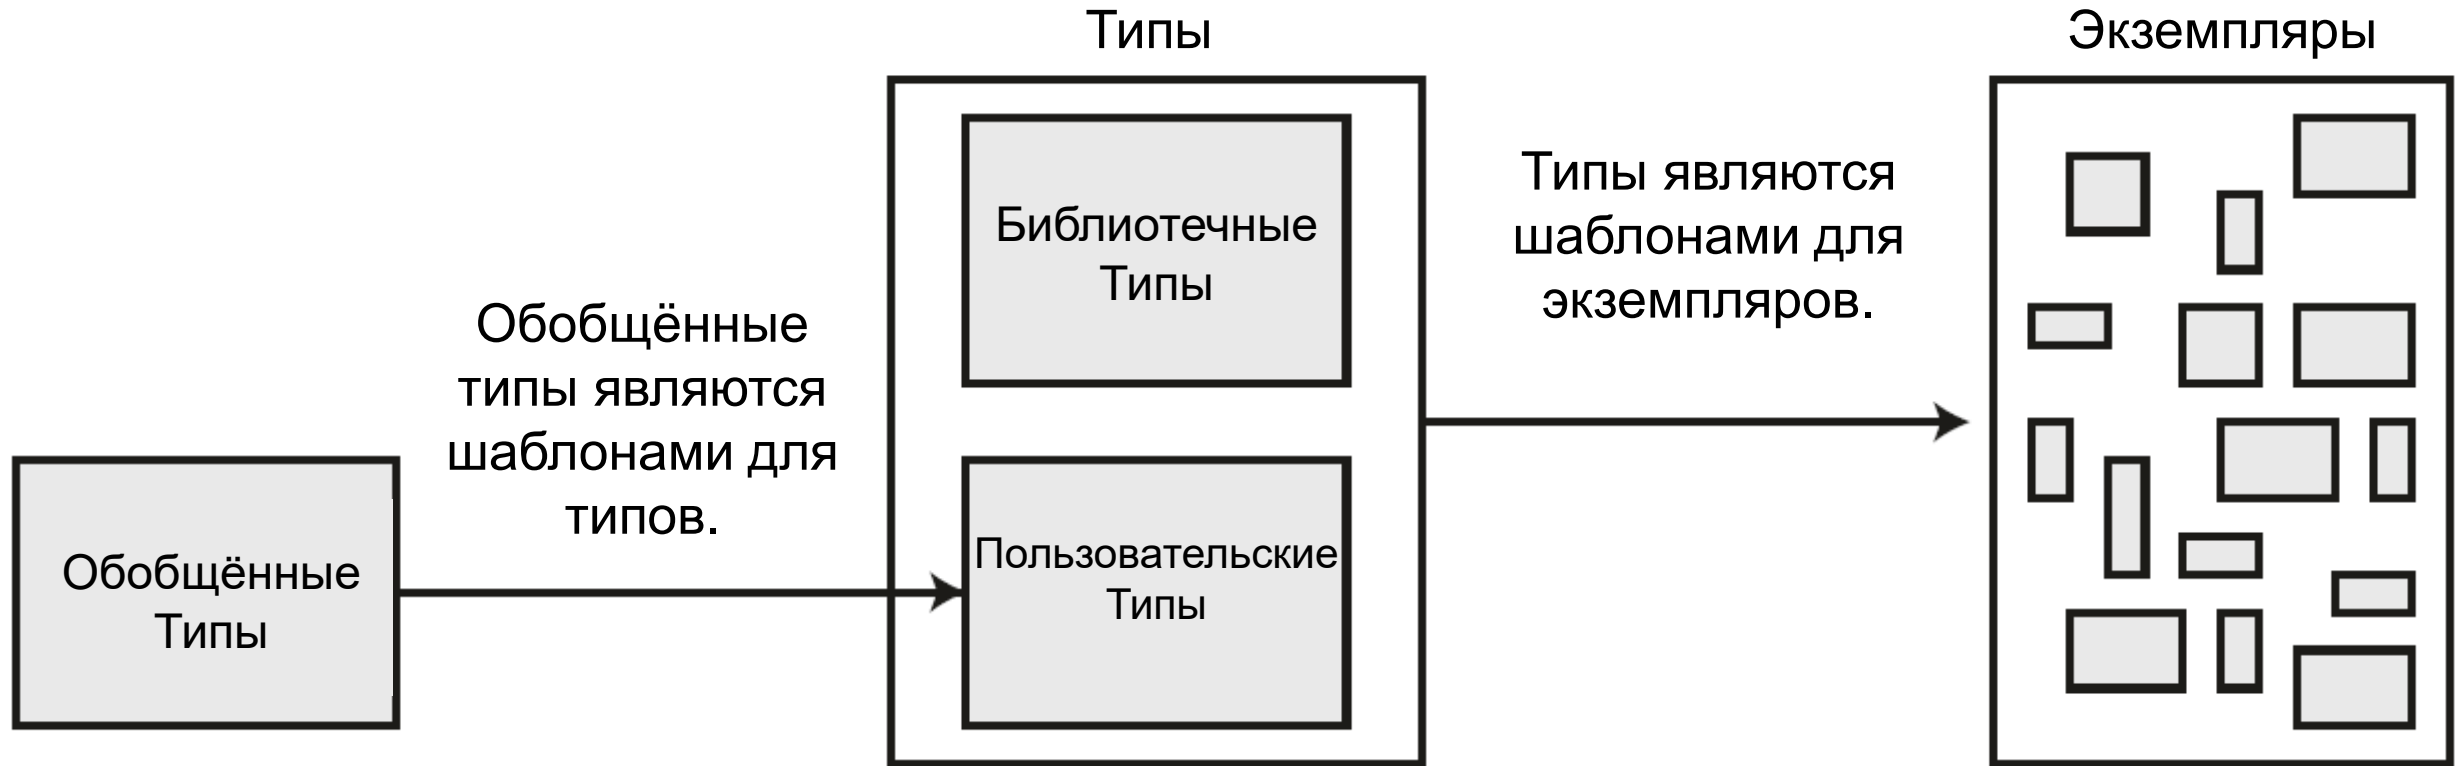 Типы
Экземпляры
Библиотечные
Типы
Типы являются
шаблонами для
экземпляров.
Обобщённые
типы являются
шаблонами для
типов.
Обобщённые
Типы
Пользовательские
Типы